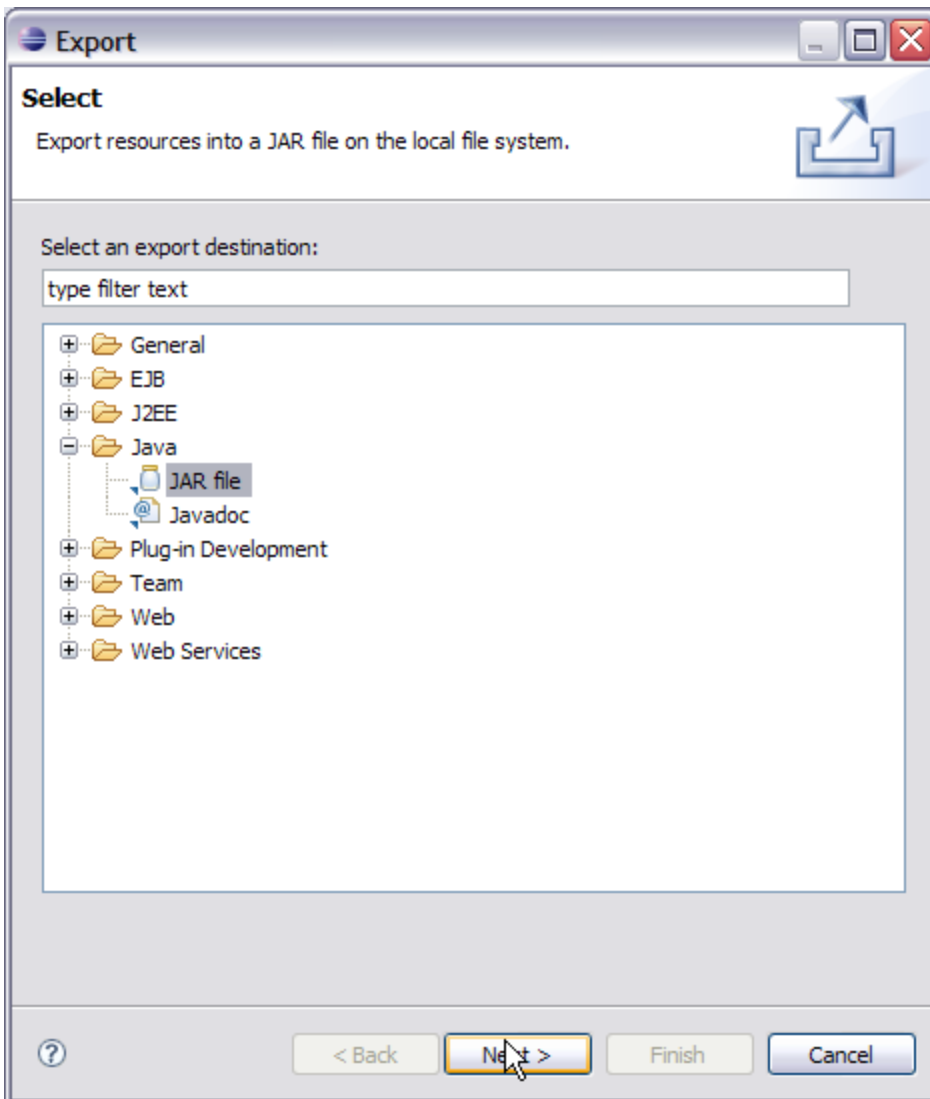 Export
Select
Export resources into a JAR file on the local file system.
Select an export destination:
type filter text
General
EJB
J2EE
Java
JAR file
Javadoc
Plug-in Development
Team
Web
Web Services
< Back Next > Finish Cancel